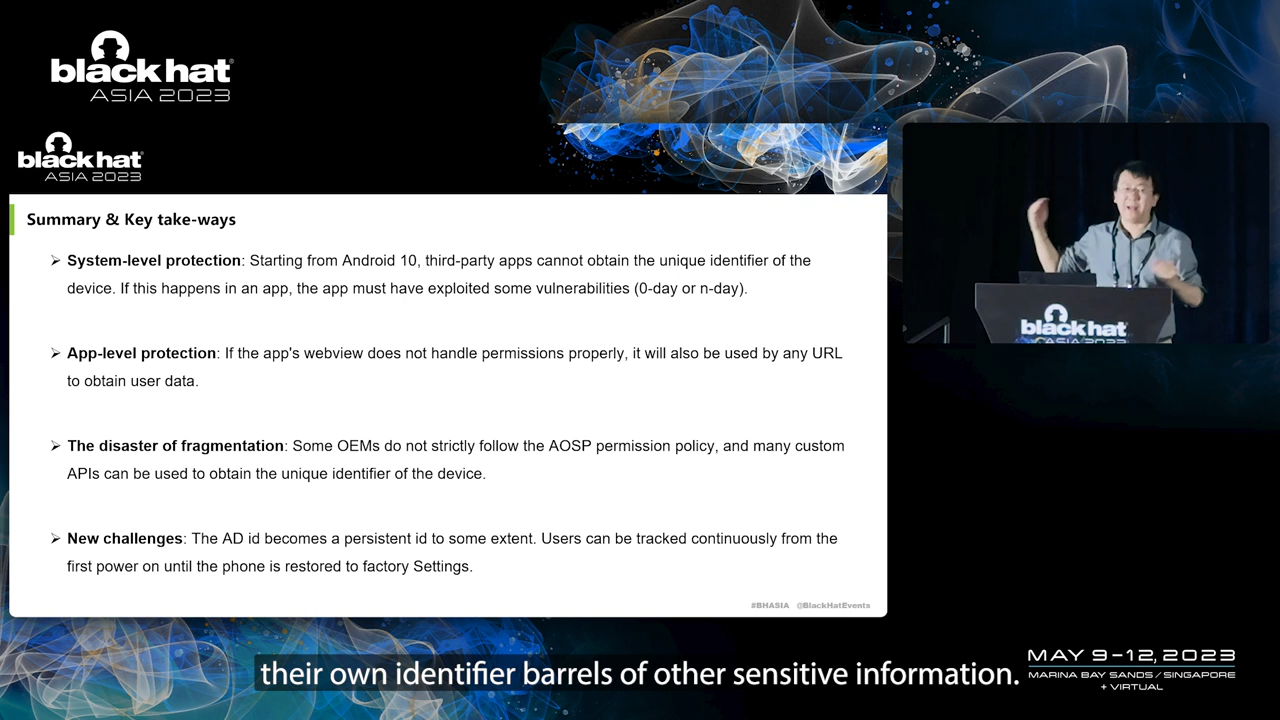 black hat
ASIA 2023
black hat
ASIA 2023
Summary & Key take-ways
➢ System-level protection: Starting from Android 10, third-party apps cannot obtain the unique identifier of the
device. If this happens in an app, the app must have exploited some vulnerabilities (0-day or n-day).
➢ App-level protection: If the app's webview does not handle permissions properly, it will also be used by any URL
to obtain user data.
➢ The disaster of fragmentation: Some OEMs do not strictly follow the AOSP permission policy, and many custom
APIs can be used to obtain the unique identifier of the device.
➢ New challenges: The AD id becomes a persistent id to some extent. Users can be tracked continuously from the
first power on until the phone is restored to factory Settings.
#BHASIA @BlackHatEvents
black hat
ASIA 2023
their own identifier barrels of other sensitive information.
MAY 9-12, 2023
MARINA BAY SANDS / SINGAPORE
+ VIRTUAL